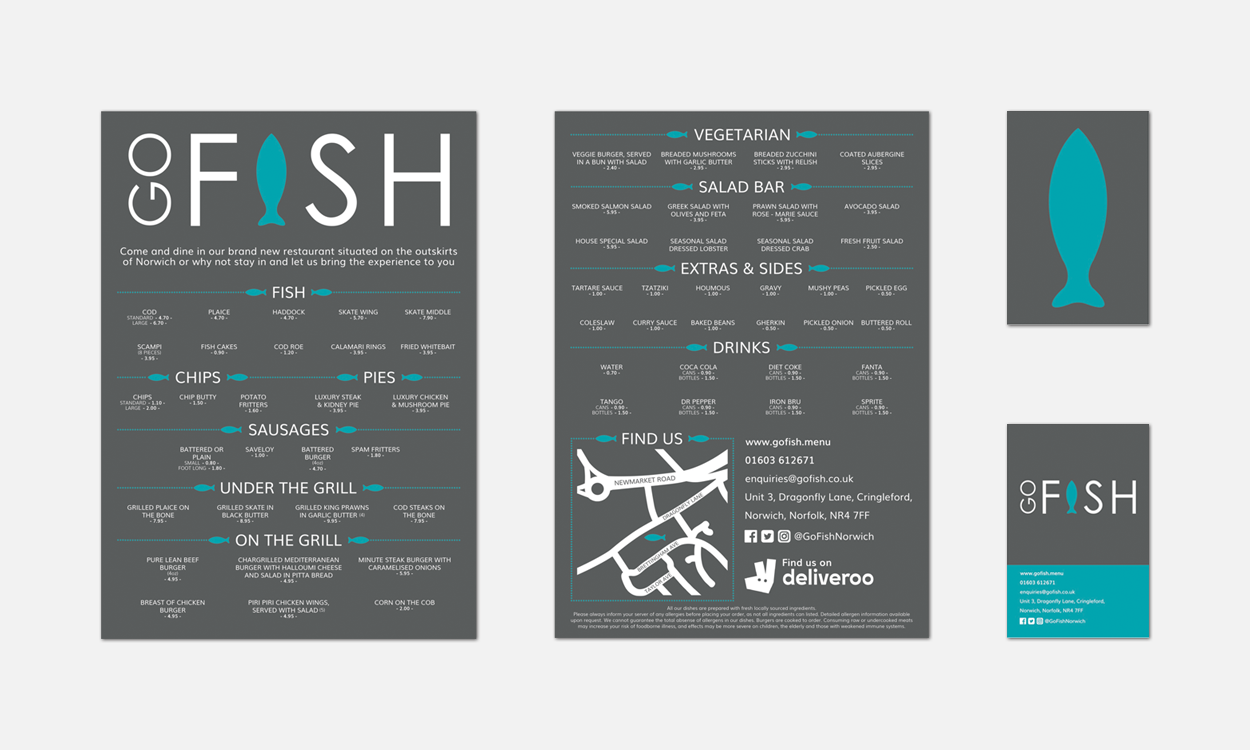 GO FISH
Come and dine in our brand new restaurant situated on the outskirts
of Norwich or why not stay in and let us bring the experience to you
FISH
COD
STANDARD - 4.70 -
LARGE - 6.70 -
PLAICE
- 4.70 -
HADDOCK
- 4.70 -
SKATE WING
- 5.70 -
SKATE MIDDLE
- 7.90 -
SCAMPI
(8 PIECES)
- 3.95 -
FISH CAKES
- 0.90 -
COD ROE
- 1.20 -
CALAMARI RINGS
- 3.95 -
FRIED WHITEBAIT
- 3.95 -
CHIPS
CHIPS
STANDARD - 1.10 -
LARGE - 2.00 -
CHIP BUTTY
- 1.50 -
POTATO
FRITTERS
- 1.60 -
PIES
LUXURY STEAK
& KIDNEY PIE
- 3.95 -
LUXURY CHICKEN
& MUSHROOM PIE
- 3.95 -
SAUSAGES
BATTERED OR
PLAIN
SMALL - 0.80 -
FOOT LONG - 1.80 -
SAVELOY
- 1.00 -
BATTERED
BURGER
(4oz)
- 4.70 -
SPAM FRITTERS
- 1.80 -
UNDER THE GRILL
GRILLED PLAICE ON
THE BONE
- 7.95 -
GRILLED SKATE IN
BLACK BUTTER
- 8.95 -
GRILLED KING PRAWNS
IN GARLIC BUTTER
- 9.95 -
COD STEAKS ON
THE BONE
- 7.95 -
ON THE GRILL
PURE LEAN BEEF
BURGER
(4oz)
- 4.95 -
CHARGRILLED MEDITERRANEAN
BURGER WITH HALLOUMI CHEESE
AND SALAD IN PITTA BREAD
- 4.95 -
MINUTE STEAK BURGER WITH
CARAMELISED ONIONS
- 5.95 -
BREAST OF CHICKEN
BURGER
- 4.95 -
PIRI PIRI CHICKEN WINGS,
SERVED WITH SALAD
- 4.95 -
CORN ON THE COB
- 2.00 -
VEGETARIAN
VEGGIE BURGER, SERVED
IN A BUN WITH SALAD
- 2.40 -
BREADED MUSHROOMS
WITH GARLIC BUTTER
- 2.95 -
BREADED ZUCCHINI
STICKS WITH RELISH
- 2.95 -
COATED AUBERGINE
SLICES
- 2.95 -
SALAD BAR
SMOKED SALMON SALAD
- 5.95 -
GREEK SALAD WITH
OLIVES AND FETA
- 3.95 -
PRAWN SALAD WITH
ROSE - MARIE SAUCE
- 5.95 -
AVOCADO SALAD
- 3.95 -
HOUSE SPECIAL SALAD
- 5.95 -
SEASONAL SALAD
DRESSED LOBSTER
SEASONAL SALAD
DRESSED CRAB
FRESH FRUIT SALAD
- 2.50 -
EXTRAS & SIDES
TARTARE SAUCE
- 1.00 -
TZATZIKI
- 1.00 -
HOUMOUS
- 1.00 -
GRAVY
- 1.00 -
MUSHY PEAS
- 1.00 -
PICKLED EGG
- 0.50 -
COLESLAW
- 1.00 -
CURRY SAUCE
- 1.00 -
BAKED BEANS
- 1.00 -
GHERKIN
- 0.50 -
PICKLED ONION
- 0.50 -
BUTTERED ROLL
- 0.50 -
DRINKS
WATER
- 0.70 -
COCA COLA
CANS - 0.90 -
BOTTLES - 1.50 -
DIET COKE
CANS - 0.90 -
BOTTLES - 1.50 -
FANTA
CANS - 0.90 -
BOTTLES - 1.50 -
TANGO
CANS - 0.90 -
BOTTLES - 1.50 -
DR PEPPER
CANS - 0.90 -
BOTTLES - 1.50 -
IRON BRU
CANS - 0.90 -
BOTTLES - 1.50 -
SPRITE
CANS - 0.90 -
BOTTLES - 1.50 -
FIND US
NEWMARKET ROAD
DRAGONFLY LANE
BRETTINGHAM AVE
TAILOR AVE
www.gofish.menu
01603 612671
enquiries@gofish.co.uk
Unit 3, Dragonfly Lane, Cringleford,
Norwich, Norfolk, NR4 7FF
@GoFishNorwich
Find us on
deliveroo
All our dishes are prepared with fresh locally sourced ingredients.
Please always inform your server of any allergies before placing your order, as not all ingredients can listed. Detailed allergen information available
upon request. We cannot guarantee the total absense of allergens in our dishes. Burgers are cooked to order. Consuming raw or undercooked meats
may increase your risk of foodborne illness, and effects may be more severe on children, the elderly and those with weakened immune systems.
GO FISH
www.gofish.menu
01603 612671
enquiries@gofish.co.uk
Unit 3, Dragonfly Lane, Cringleford,
Norwich, Norfolk, NR4 7FF
@GoFishNorwich